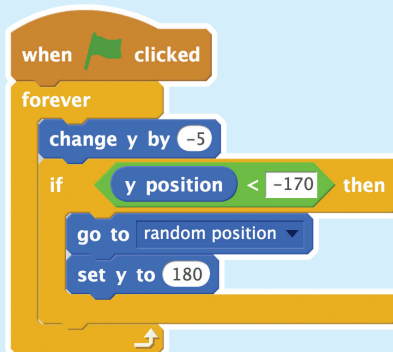 when clicked
forever
change y by -5
if y position < -170 then
go to random position
set y to 180